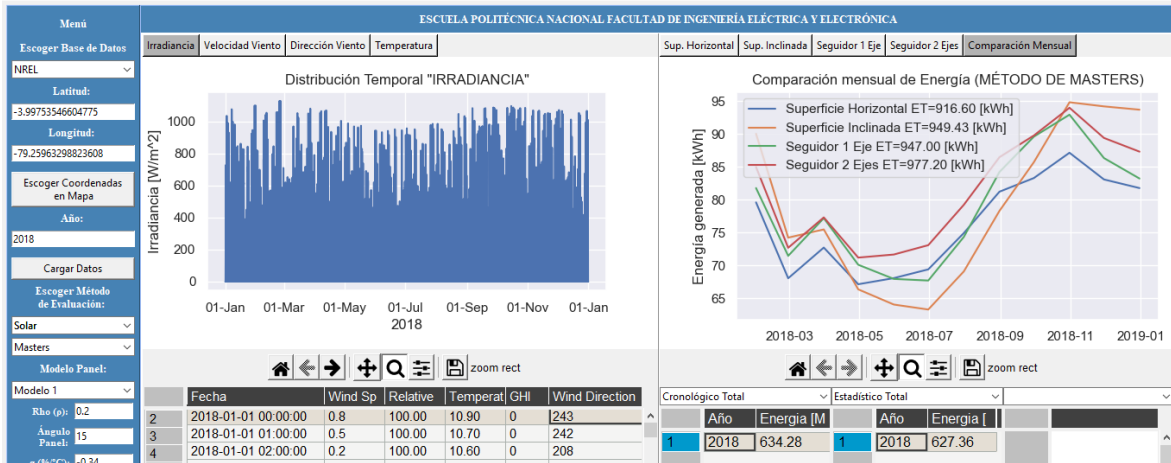 ESCUELA POLITÉCNICA NACIONAL FACULTAD DE INGENIERÍA ELÉCTRICA Y ELECTRÓNICA
Menú
Escoger Base de Datos
NREL
Latitud:
-3.99753546604775
Longitud:
-79.25963298823608
Escoger Coordenadas
en Mapa
Año:
2018
Cargar Datos
Escoger Método
de Evaluación:
Solar
Masters
Modelo Panel:
Modelo 1
Rho (ρ): 0.2
Ángulo
Panel: 15
-0.34
Irradiancia Velocidad Viento Dirección Viento Temperatura
Distribución Temporal "IRRADIANCIA"
Irradiancia [W/m^2]
1000
800
600
400
200
0
01-Jan 01-Mar 01-May 01-Jul 01-Sep 01-Nov 01-Jan
2018
zoom rect
Fecha Wind Sp Relative Temperat GHI Wind Direction
2 2018-01-01 00:00:00 0.8 100.00 10.90 0 243
3 2018-01-01 01:00:00 0.5 100.00 10.70 0 242
4 2018-01-01 02:00:00 0.2 100.00 10.60 0 208
Sup. Horizontal Sup. Inclinada Seguidor 1 Eje Seguidor 2 Ejes Comparación Mensual
Comparación mensual de Energía (MÉTODO DE MASTERS)
Superficie Horizontal ET=916.60 [kWh]
Superficie Inclinada ET=949.43 [kWh]
Seguidor 1 Eje ET=947.00 [kWh]
Seguidor 2 Ejes ET=977.20 [kWh]
Energía generada [kWh]
95
90
85
80
75
70
65
2018-03 2018-05 2018-07 2018-09 2018-11 2019-01
zoom rect
Cronológico Total Estadístico Total
Año Energia [M Año Energia [
1 2018 634.28 1 2018 627.36